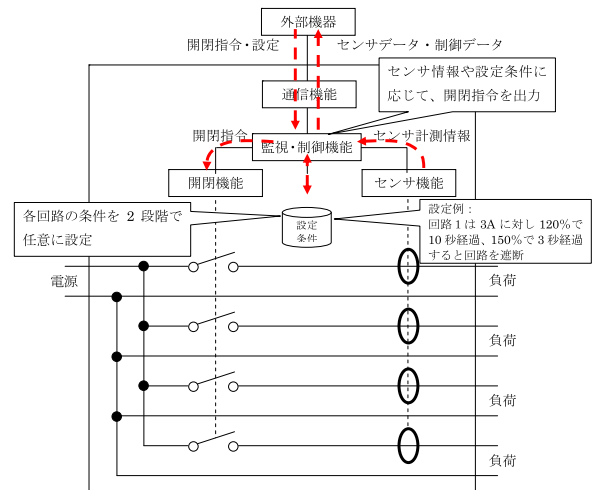 外部機器
開閉指令・設定
センサデータ・制御データ
センサ情報や設定条件に
応じて、開閉指令を出力
通信機能
開閉指令
センサ計測情報
監視・制御機能
開閉機能
センサ機能
各回路の条件を 2 段階で
任意に設定
設定
条件
設定例：
回路 1 は 3A に対し 120%で
10 秒経過、150%で 3 秒経過
すると回路を遮断
電源
負荷
負荷
負荷
負荷